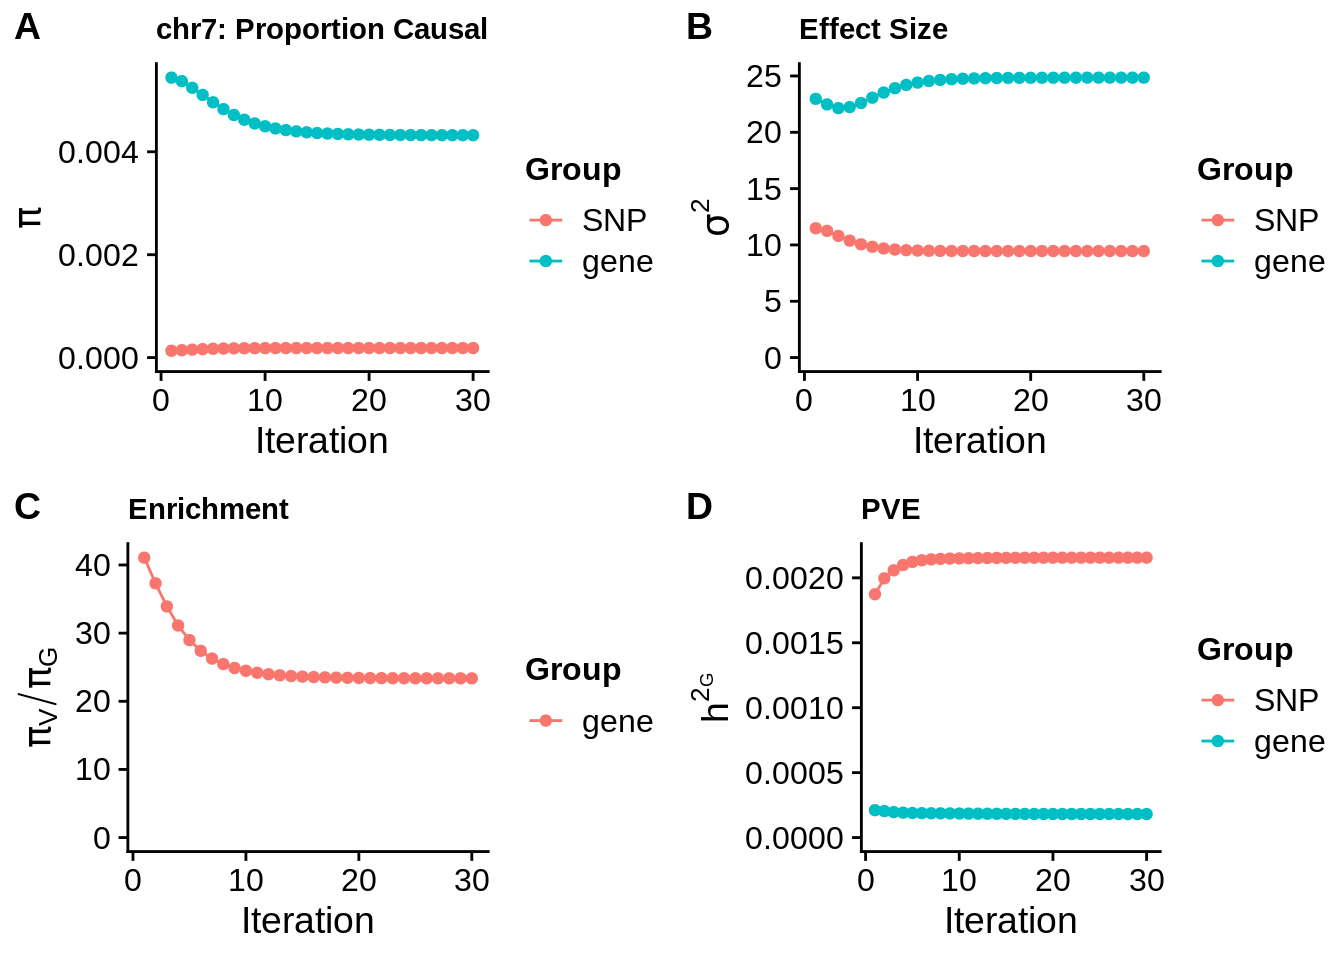 A
chr7: Proportion Causal
π
0.004
0.002
0.000
0
10
20
30
Iteration
Group
SNP
gene
B
Effect Size
σ²
25
20
15
10
5
0
0
10
20
30
Iteration
Group
SNP
gene
C
Enrichment
πV/πG
40
30
20
10
0
0
10
20
30
Iteration
Group
gene
D
PVE
h²G
0.0020
0.0015
0.0010
0.0005
0.0000
0
10
20
30
Iteration
Group
SNP
gene